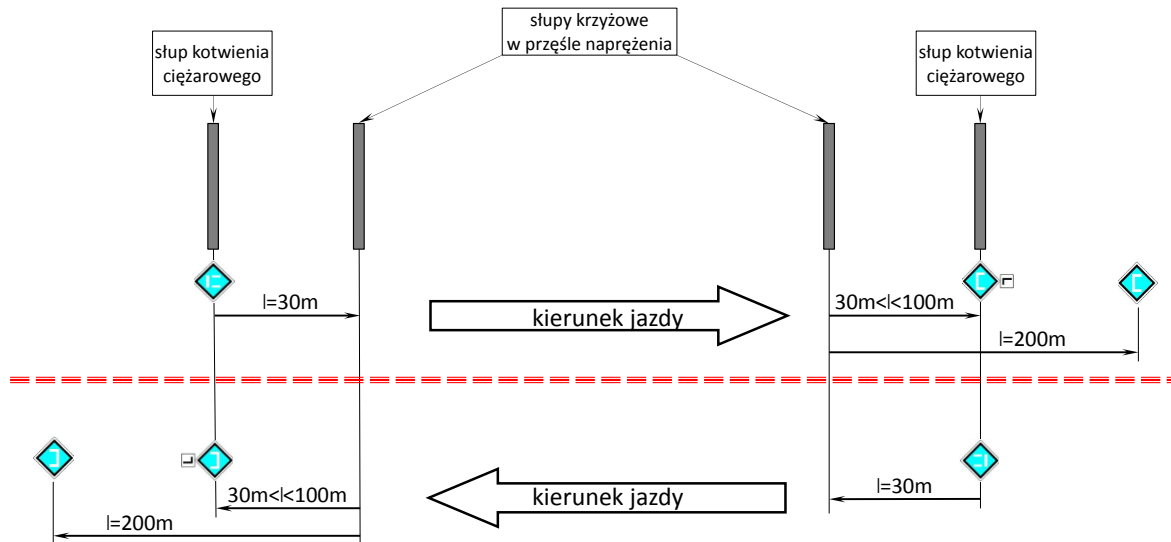 słupy krzyżowe
w przęśle naprężenia
słup kotwienia
ciężarowego
słup kotwienia
ciężarowego
L
l=30m
kierunek jazdy
30m<l<100m
l=200m
L
30m<l<100m
kierunek jazdy
l=30m
l=200m